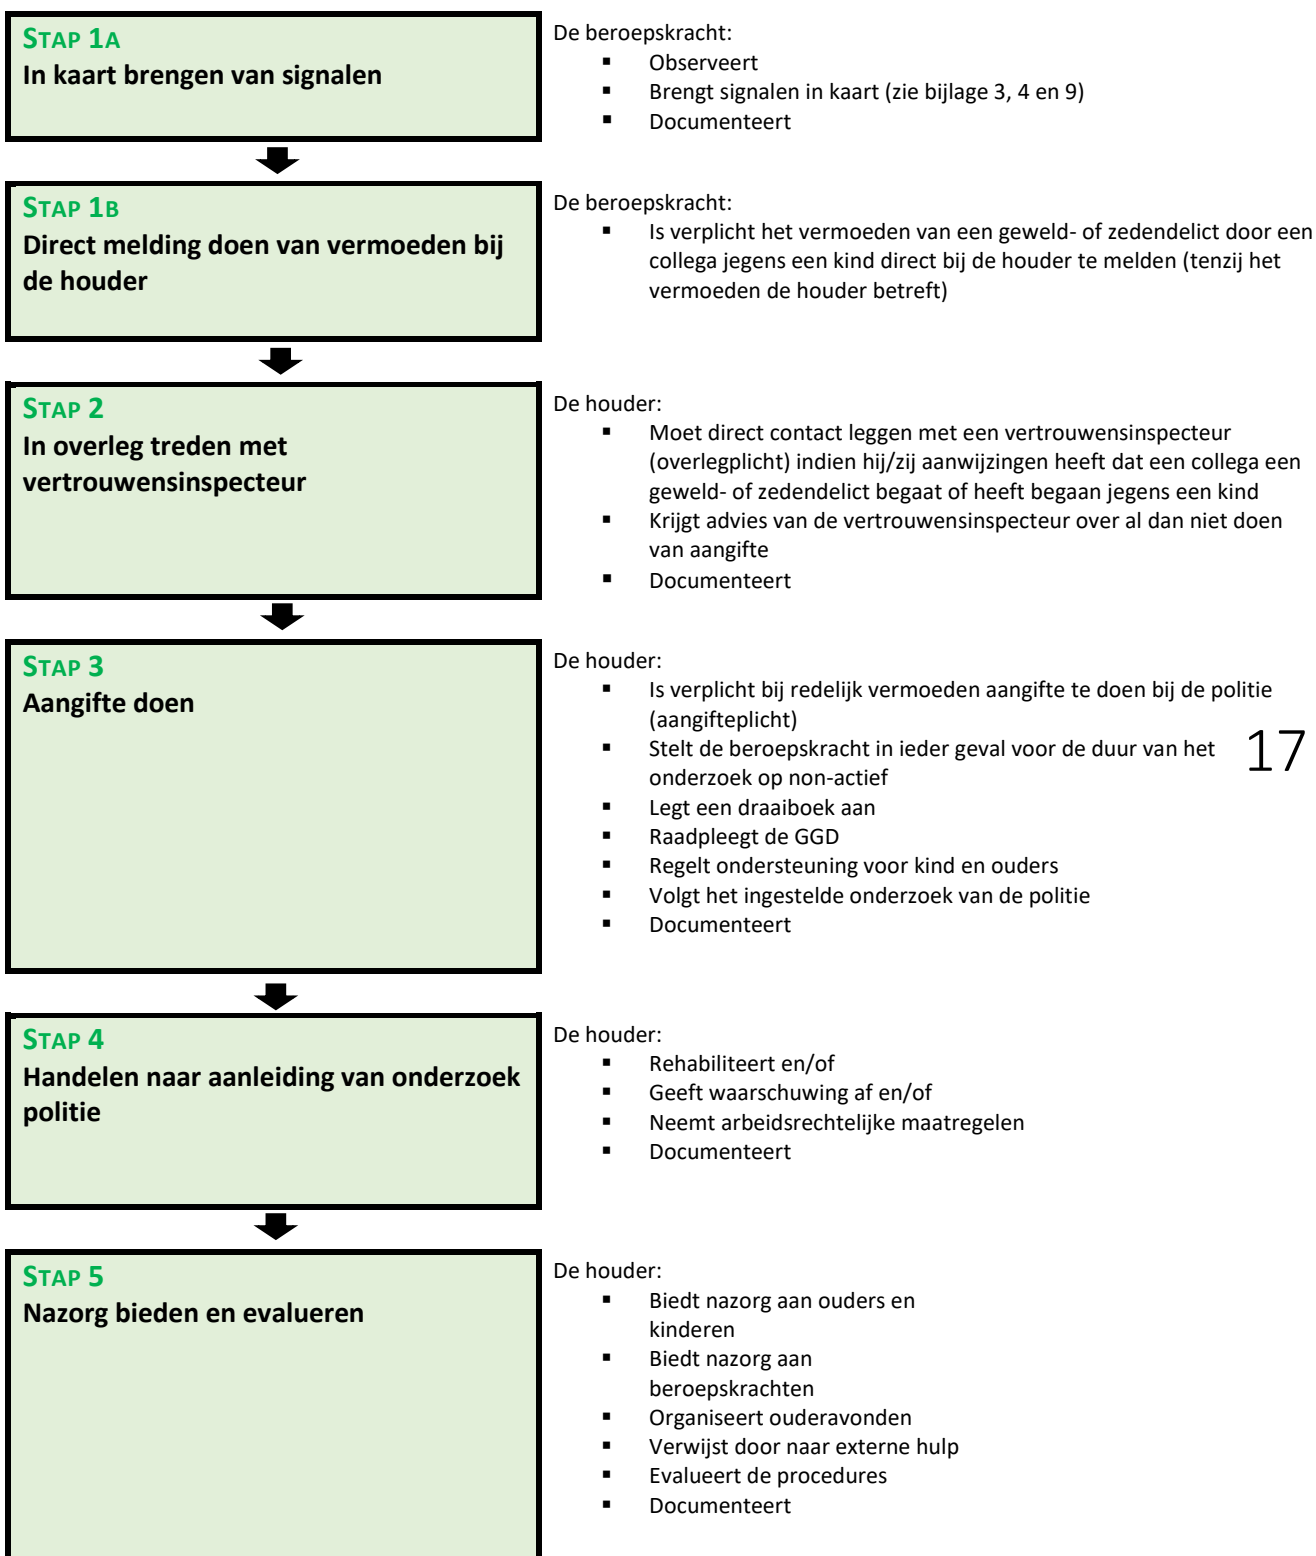 STAP 1A
In kaart brengen van signalen
De beroepskracht:
▪ Observeert
▪ Brengt signalen in kaart (zie bijlage 3, 4 en 9)
▪ Documenteert
STAP 1B
Direct melding doen van vermoeden bij
de houder
De beroepskracht:
▪ Is verplicht het vermoeden van een geweld- of zedendelict door een
collega jegens een kind direct bij de houder te melden (tenzij het
vermoeden de houder betreft)
STAP 2
In overleg treden met
vertrouwensinspecteur
De houder:
▪ Moet direct contact leggen met een vertrouwensinspecteur
(overlegplicht) indien hij/zij aanwijzingen heeft dat een collega een
geweld- of zedendelict begaat of heeft begaan jegens een kind
▪ Krijgt advies van de vertrouwensinspecteur over al dan niet doen
van aangifte
▪ Documenteert
STAP 3
Aangifte doen
De houder:
▪ Is verplicht bij redelijk vermoeden aangifte te doen bij de politie
(aangifteplicht)
▪ Stelt de beroepskracht in ieder geval voor de duur van het
onderzoek op non-actief
▪ Legt een draaiboek aan
▪ Raadpleegt de GGD
▪ Regelt ondersteuning voor kind en ouders
▪ Volgt het ingestelde onderzoek van de politie
▪ Documenteert
17
STAP 4
Handelen naar aanleiding van onderzoek
politie
De houder:
▪ Rehabiliteert en/of
▪ Geeft waarschuwing af en/of
▪ Neemt arbeidsrechtelijke maatregelen
▪ Documenteert
STAP 5
Nazorg bieden en evalueren
De houder:
▪ Biedt nazorg aan ouders en
kinderen
▪ Biedt nazorg aan
beroepskrachten
▪ Organiseert ouderavonden
▪ Verwijst door naar externe hulp
▪ Evalueert de procedures
▪ Documenteert